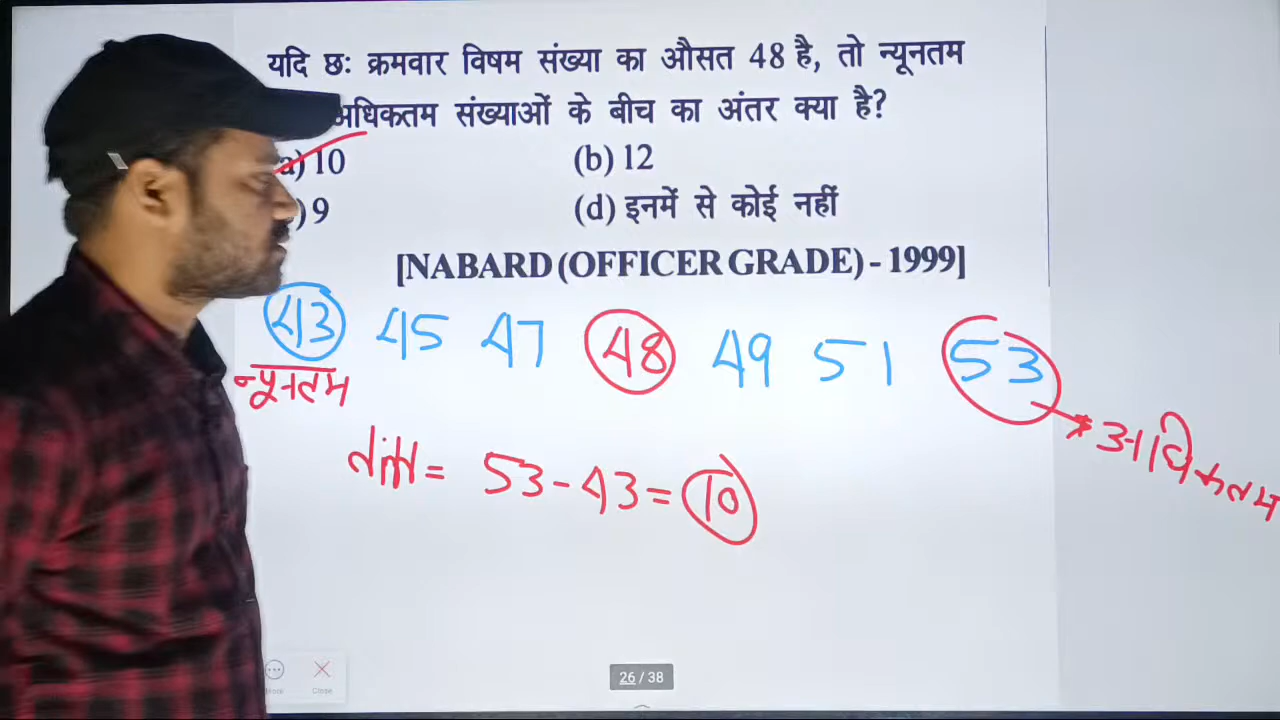 यदि छः क्रमवार विषम संख्या का औसत 48 है, तो न्यूनतम
अधिकतम संख्याओं के बीच का अंतर क्या है?
a) 10 (b) 12
) 9 (d) इनमें से कोई नहीं
[NABARD (OFFICER GRADE) - 1999]
43 45 47 48 49 51 53
न्यूनतम
अधिकतम
diff = 53 - 43 = 10
26 / 38
Close